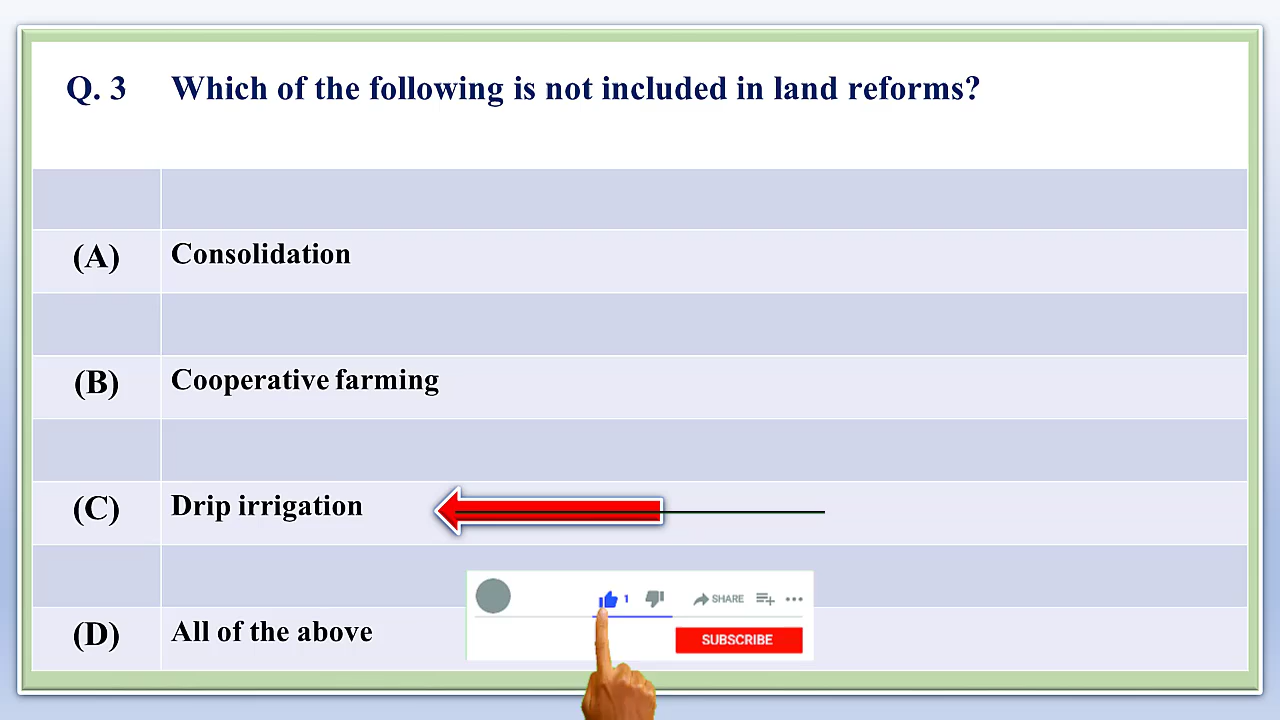 Q. 3 Which of the following is not included in land reforms?
(A) Consolidation
(B) Cooperative farming
(C) Drip irrigation
(D) All of the above
1 SHARE
SUBSCRIBE